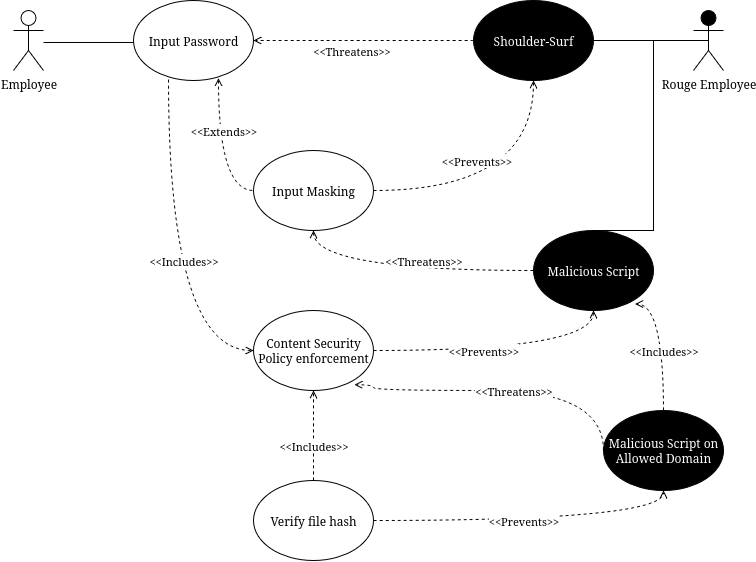 Input Password
Shoulder-Surf
<<Threatens>>
Employee
Rouge Employee
<<Extends>>
<<Prevents>>
Input Masking
<<Includes>>
<<Threatens>>
Malicious Script
Content Security
Policy enforcement
<<Prevents>>
<<Includes>>
<<Threatens>>
<<Includes>>
Malicious Script on
Allowed Domain
Verify file hash
<<Prevents>>